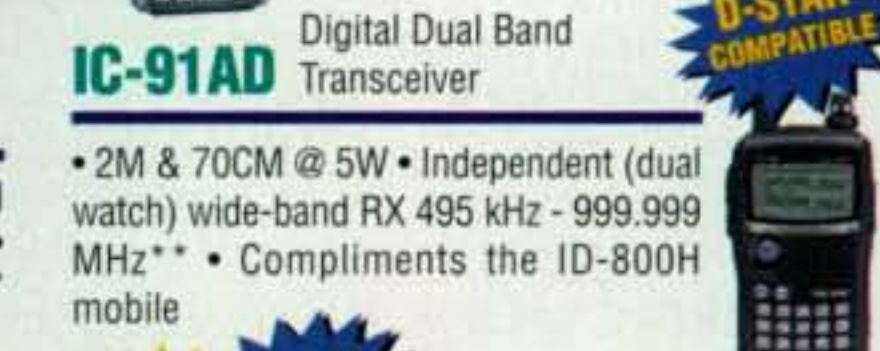 Digital Dual Band
IC-91AD Transceiver
D-STAR
COMPATIBLE
• 2M & 70CM @ 5W • Independent (dual
watch) wide-band RX 495 kHz - 999.999
MHz** • Compliments the ID-800H
mobile